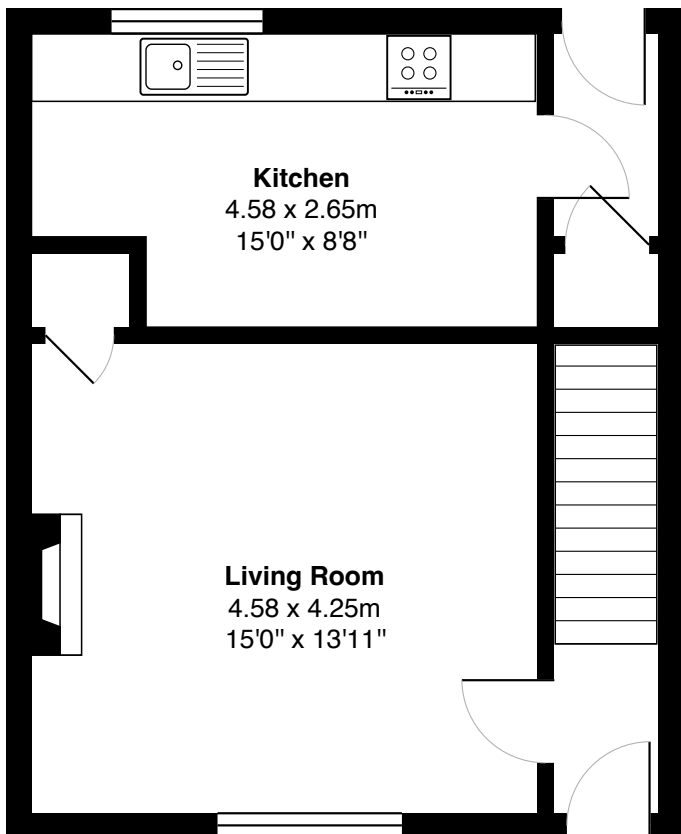 Kitchen
4.58 x 2.65m
15'0" x 8'8"
Living Room
4.58 x 4.25m
15'0" x 13'11"